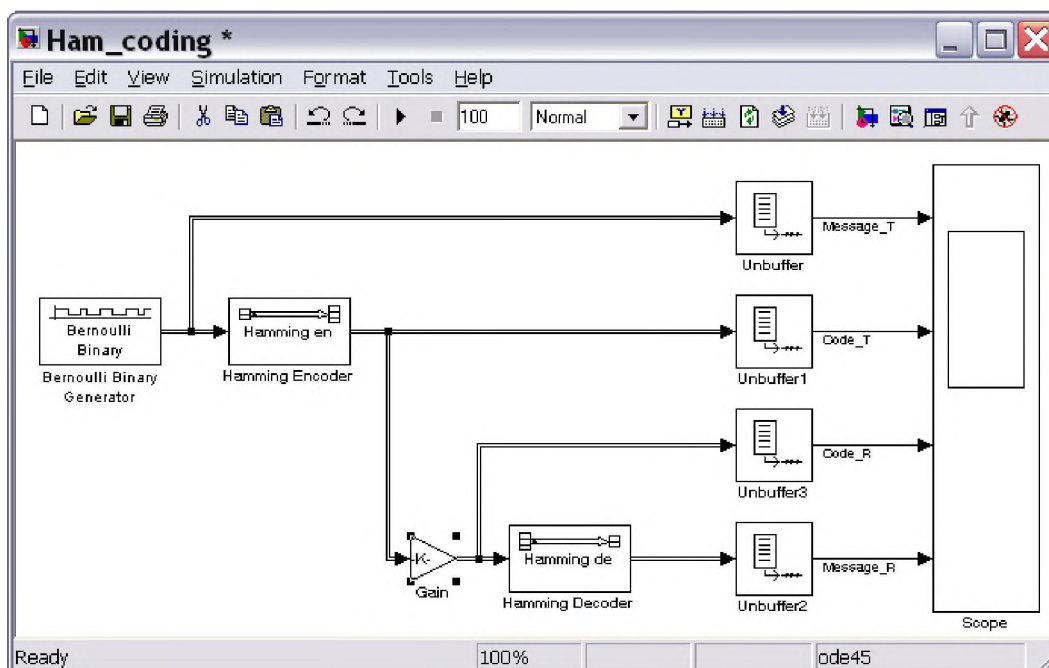 Ham_coding *
File Edit View Simulation Format Tools Help
100 Normal
Message_T
Unbuffer
Bernoulli
Binary
Bernoulli Binary
Generator
Hamming en
Hamming Encoder
Code_T
Unbuffer1
Code_R
Unbuffer3
-K-
Gain
Hamming de
Hamming Decoder
Message_R
Unbuffer2
Scope
Ready 100% ode45